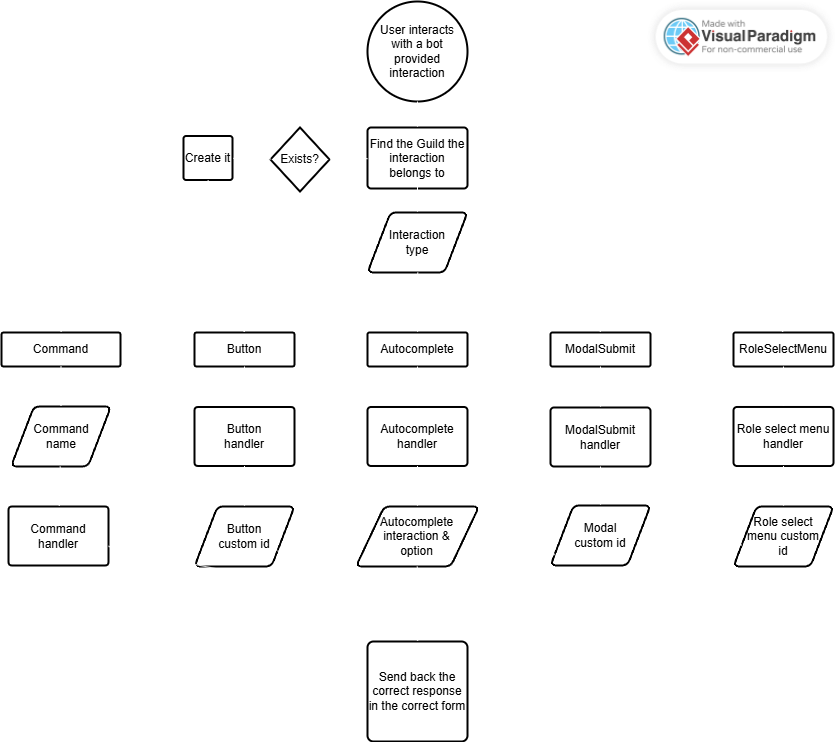 User interacts
with a bot
provided
interaction
Made with
VisualParadigm
For non-commercial use
Create it
Exists?
Find the Guild the
interaction
belongs to
Interaction
type
Command
Button
Autocomplete
ModalSubmit
RoleSelectMenu
Command
name
Button
handler
Autocomplete
handler
ModalSubmit
handler
Role select menu
handler
Command
handler
Button
custom id
Autocomplete
interaction &
option
Modal
custom id
Role select
menu custom
id
Send back the
correct response
in the correct form